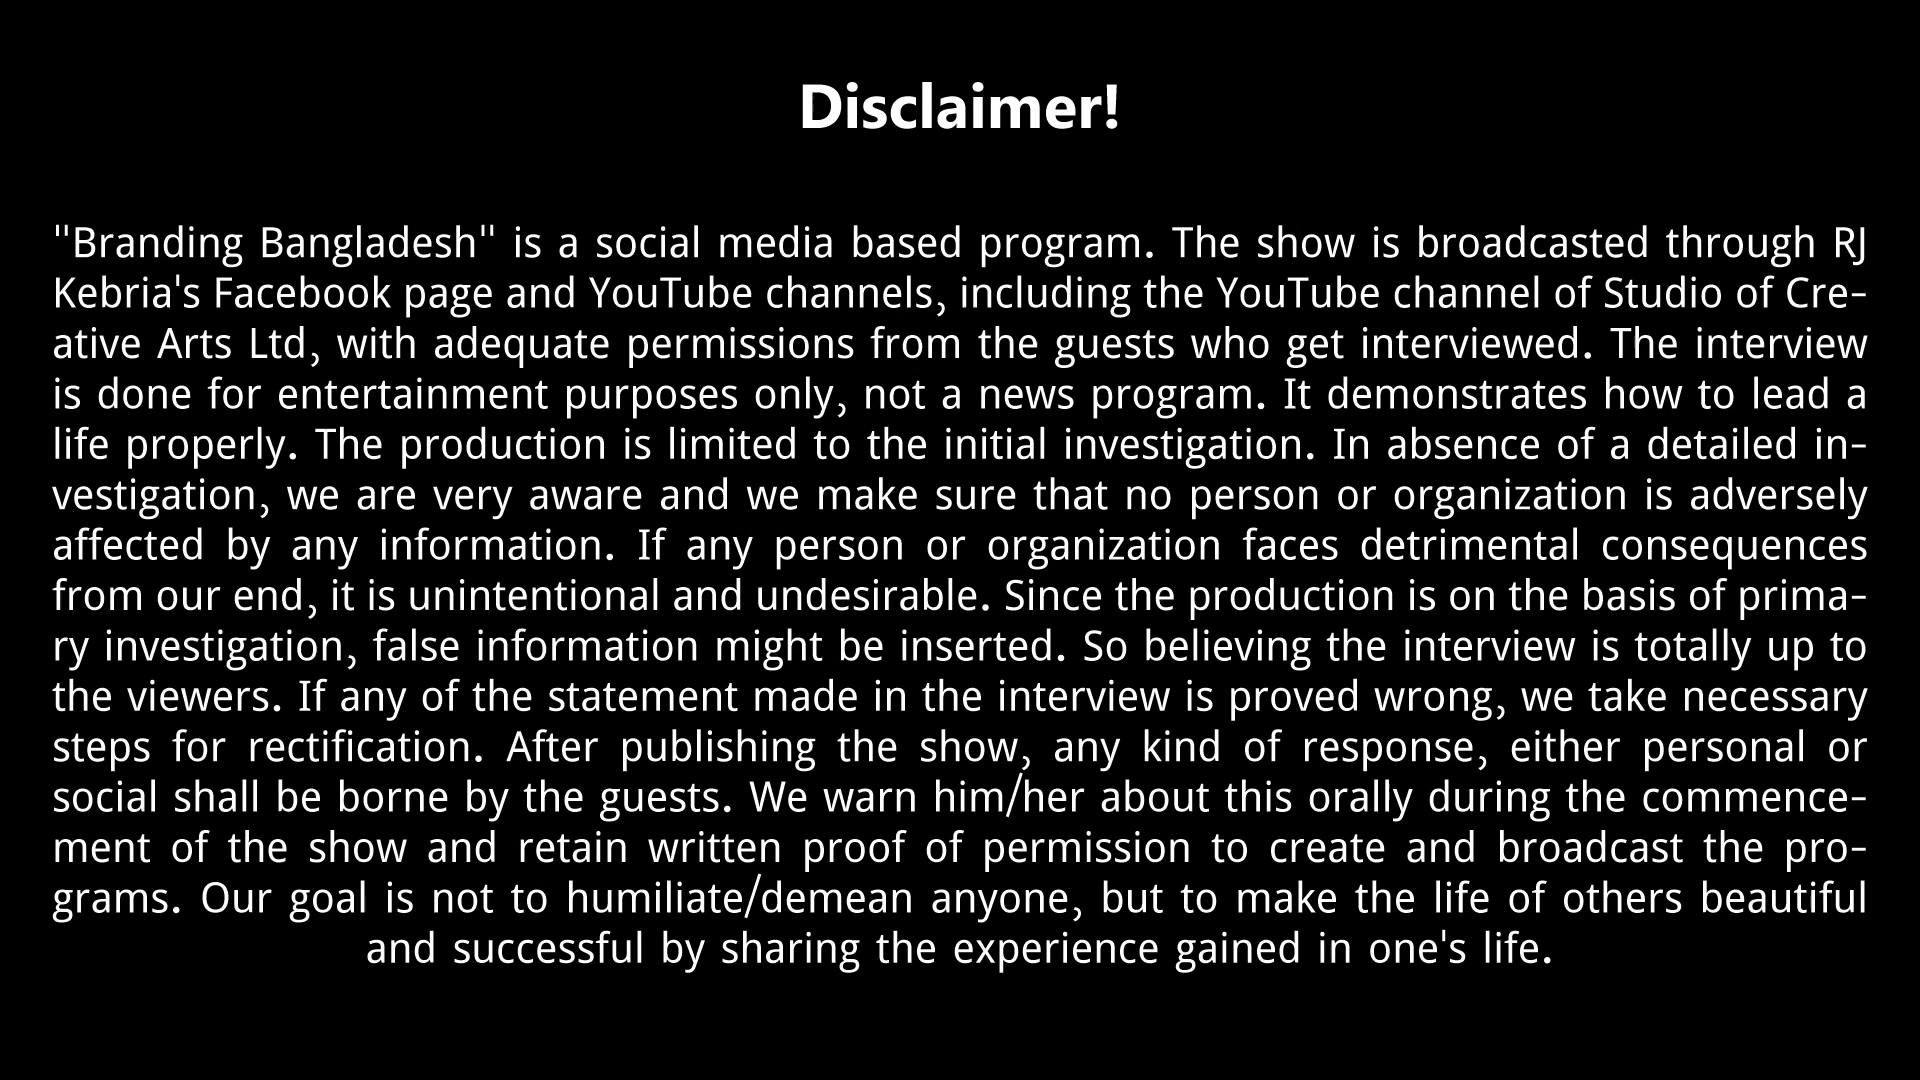 Disclaimer!
"Branding Bangladesh" is a social media based program. The show is broadcasted through RJ
Kebria's Facebook page and YouTube channels, including the YouTube channel of Studio of Cre-
ative Arts Ltd, with adequate permissions from the guests who get interviewed. The interview
is done for entertainment purposes only, not a news program. It demonstrates how to lead a
life properly. The production is limited to the initial investigation. In absence of a detailed in-
vestigation, we are very aware and we make sure that no person or organization is adversely
affected by any information. If any person or organization faces detrimental consequences
from our end, it is unintentional and undesirable. Since the production is on the basis of prima-
ry investigation, false information might be inserted. So believing the interview is totally up to
the viewers. If any of the statement made in the interview is proved wrong, we take necessary
steps for rectification. After publishing the show, any kind of response, either personal or
social shall be borne by the guests. We warn him/her about this orally during the commence-
ment of the show and retain written proof of permission to create and broadcast the pro-
grams. Our goal is not to humiliate/demean anyone, but to make the life of others beautiful
and successful by sharing the experience gained in one's life.